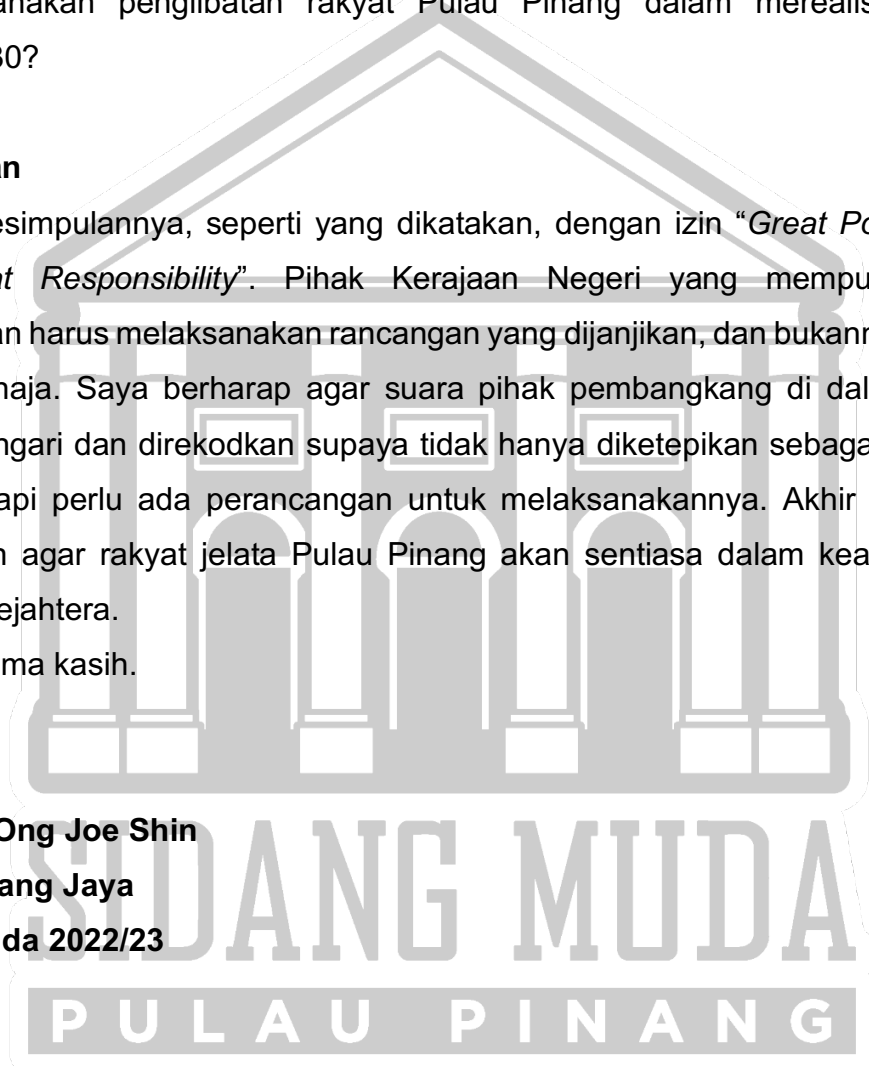 anakan penglibatan rakyat Pulau Pinang dalam merealis
30?
an
esimpulannya, seperti yang dikatakan, dengan izin “Great Po
at Responsibility”. Pihak Kerajaan Negeri yang mempu
an harus melaksanakan rancangan yang dijanjikan, dan bukann
haja. Saya berharap agar suara pihak pembangkang di dal
ngari dan direkodkan supaya tidak hanya diketepikan sebaga
api perlu ada perancangan untuk melaksanakannya. Akhir
n agar rakyat jelata Pulau Pinang akan sentiasa dalam kea
ejahtera.
ma kasih.
Ong Joe Shin
ang Jaya
da 2022/23
SIDANG MUDA
PULAU PINANG